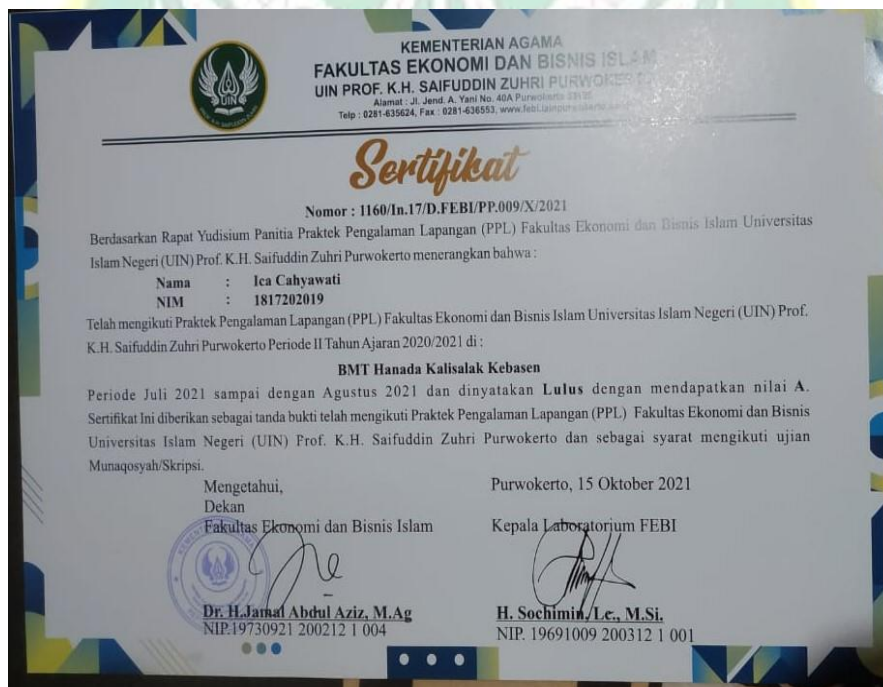 KEMENTERIAN AGAMA
FAKULTAS EKONOMI DAN BISNIS ISLAM
UIN PROF. K.H. SAIFUDDIN ZUHRI PURWOKERTO
Alamat : Jl. Jend. A. Yani No. 40A Purwokerto
Telp : 0281-635624, Fax : 0281-636553,
UIN
Sertifikat
Nomor : 1160/In.17/D.FEBI/PP.009/X/2021
Berdasarkan Rapat Yudisium Panitia Praktek Pengalaman Lapangan (PPL) Fakultas Ekonomi dan Bisnis Islam Universitas
Islam Negeri (UIN) Prof. K.H. Saifuddin Zuhri Purwokerto menerangkan bahwa :
Nama : Ica Cahyawati
NIM : 1817202019
Telah mengikuti Praktek Pengalaman Lapangan (PPL) Fakultas Ekonomi dan Bisnis Islam Universitas Islam Negeri (UIN) Prof.
K.H. Saifuddin Zuhri Purwokerto Periode II Tahun Ajaran 2020/2021 di :
BMT Hanada Kalisalak Kebasen
Periode Juli 2021 sampai dengan Agustus 2021 dan dinyatakan Lulus dengan mendapatkan nilai A.
Sertifikat Ini diberikan sebagai tanda bukti telah mengikuti Praktek Pengalaman Lapangan (PPL) Fakultas Ekonomi dan Bisnis
Universitas Islam Negeri (UIN) Prof. K.H. Saifuddin Zuhri Purwokerto dan sebagai syarat mengikuti ujian
Munaqosyah/Skripsi.
Mengetahui,
Dekan
Fakultas Ekonomi dan Bisnis Islam
KEMENTERIAN AGAMA
Dr. H.Jamal Abdul Aziz, M.Ag
NIP.19730921 200212 1 004
Purwokerto, 15 Oktober 2021
Kepala Laboratorium FEBI
H. Sochimin, Lc., M.Si.
NIP. 19691009 200312 1 001